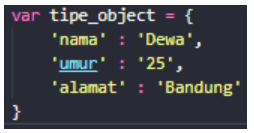 var tipe_object = {
    'nama' : 'Dewa',
    'umur' : '25',
    'alamat' : 'Bandung'
}